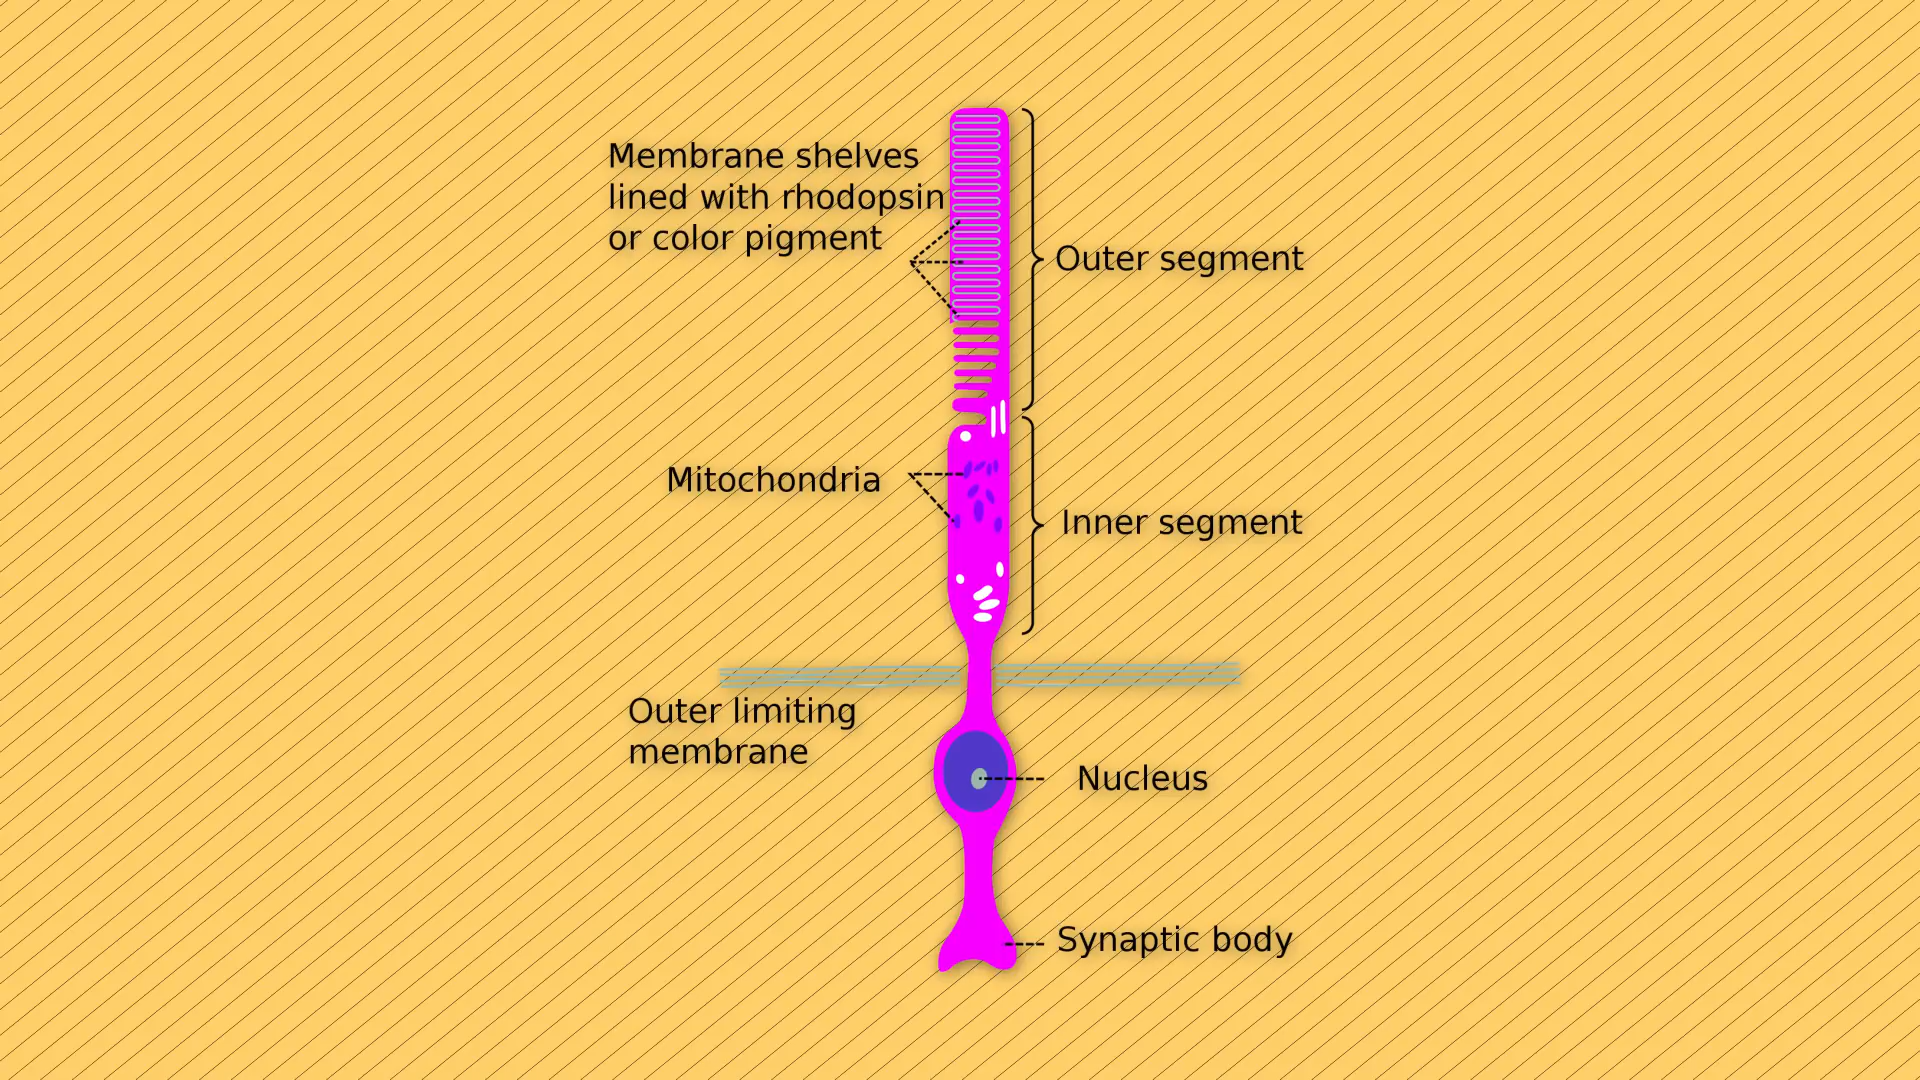 Membrane shelves
lined with rhodopsin
or color pigment
Outer segment
Mitochondria
Inner segment
Outer limiting
membrane
Nucleus
Synaptic body